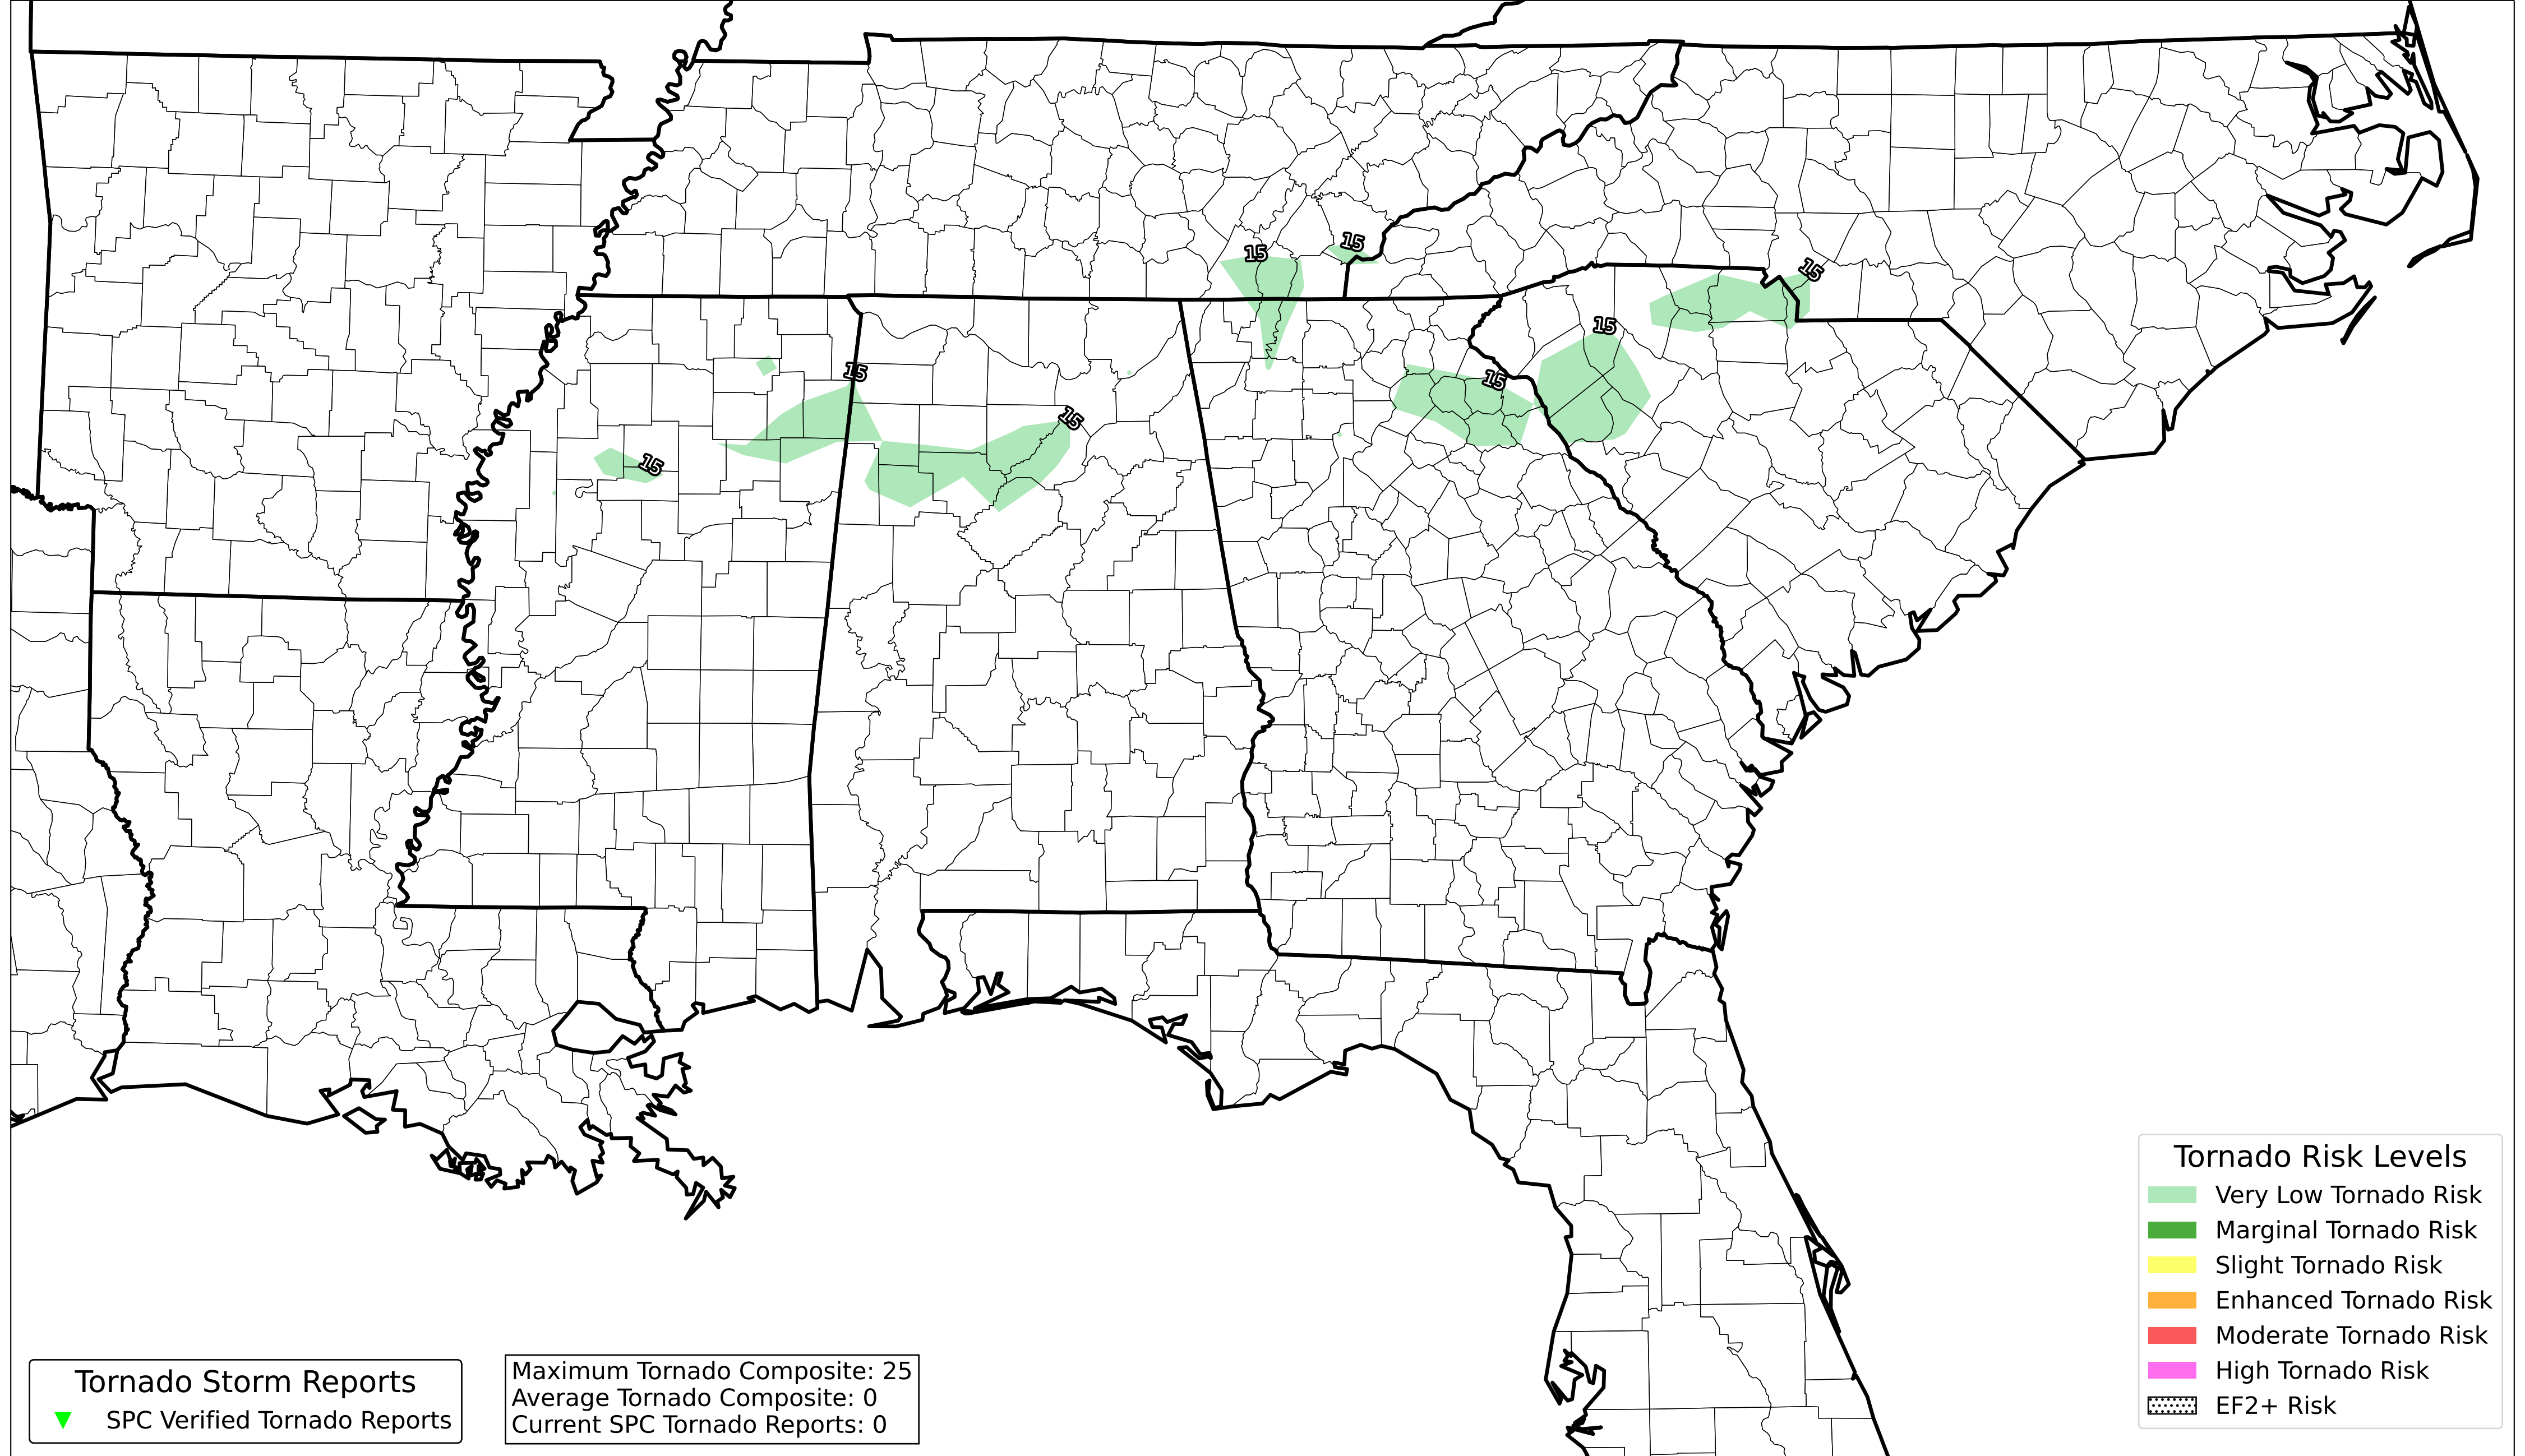 15
15
15
15
15
15
15
15
Tornado Risk Levels
Very Low Tornado Risk
Marginal Tornado Risk
Slight Tornado Risk
Enhanced Tornado Risk
Moderate Tornado Risk
High Tornado Risk
EF2+ Risk
Tornado Storm Reports
SPC Verified Tornado Reports
Maximum Tornado Composite: 25
Average Tornado Composite: 0
Current SPC Tornado Reports: 0